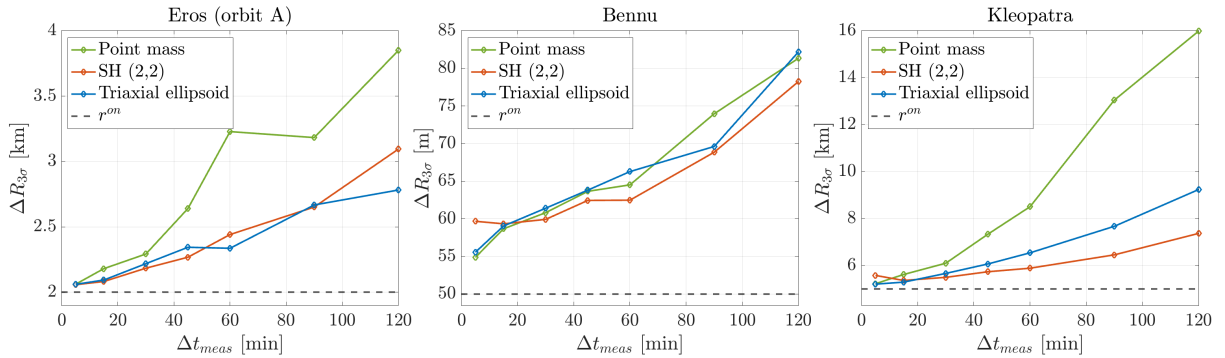 Eros (orbit A)
4
3.5
3
2.5
2
ΔR3σ [km]
Point mass
SH (2,2)
Triaxial ellipsoid
r^on
0 20 40 60 80 100 120
Δt_meas [min]
Bennu
85
80
75
70
65
60
55
50
ΔR3σ [m]
Point mass
SH (2,2)
Triaxial ellipsoid
r^on
0 20 40 60 80 100 120
Δt_meas [min]
Kleopatra
16
14
12
10
8
6
ΔR3σ [km]
Point mass
SH (2,2)
Triaxial ellipsoid
r^on
0 20 40 60 80 100 120
Δt_meas [min]